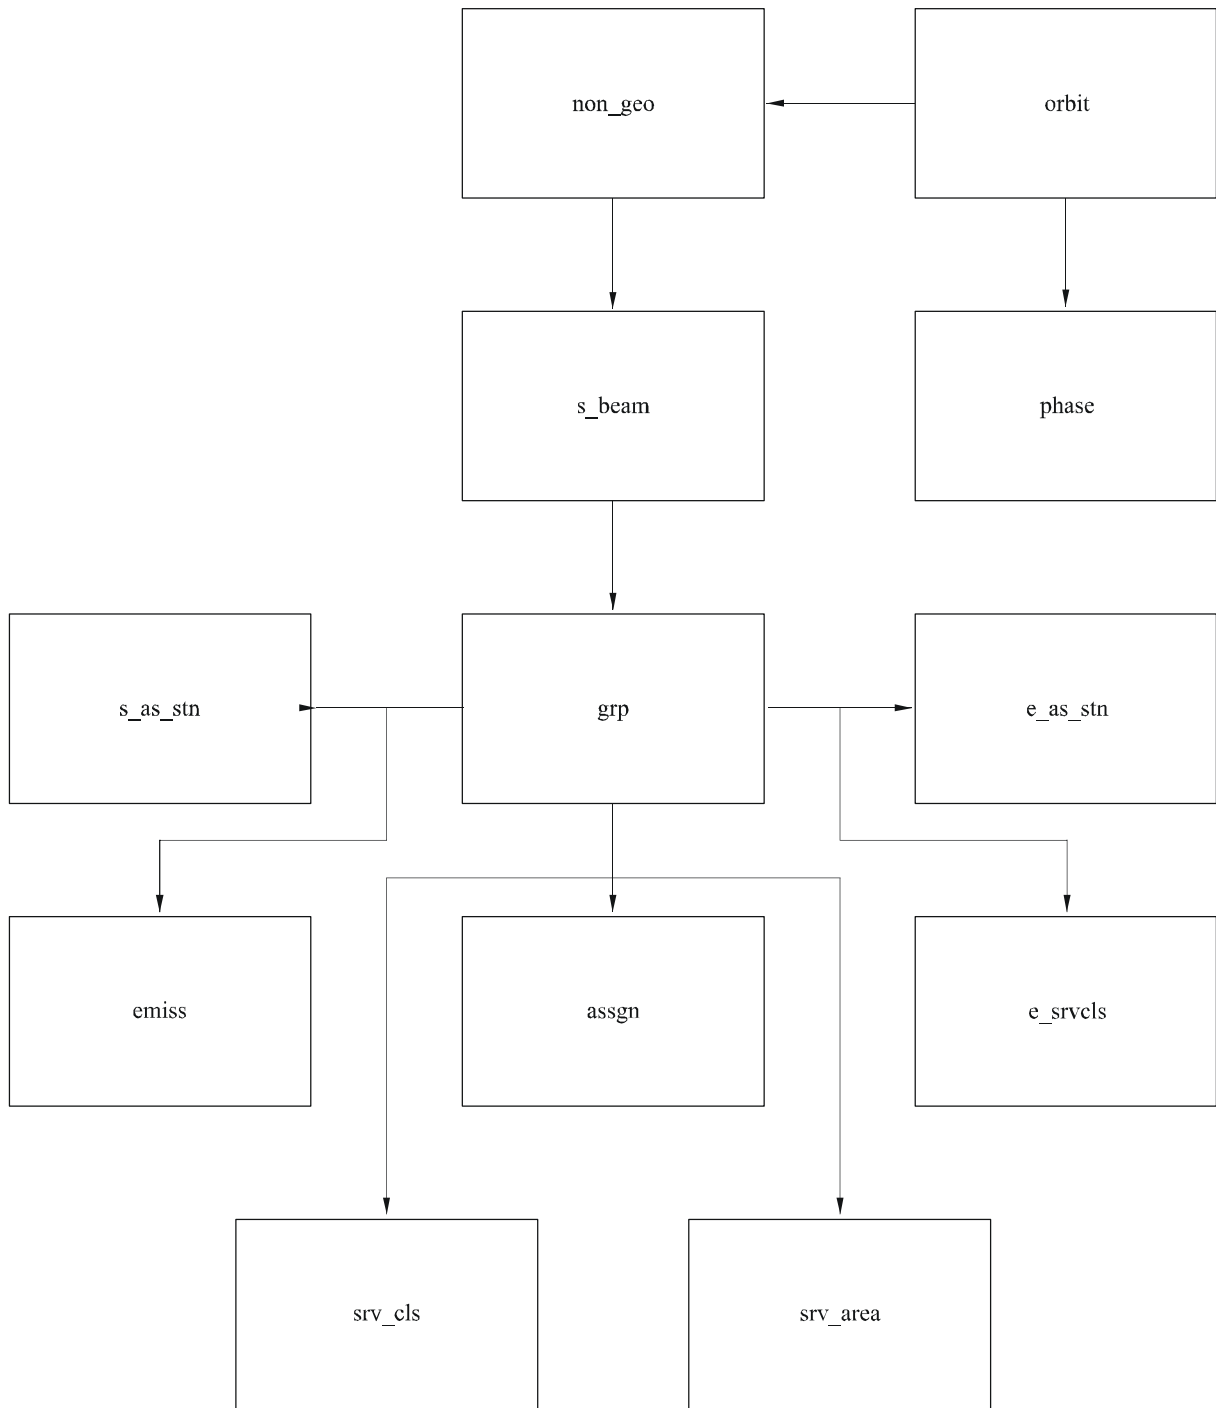 non_geo
orbit
s_beam
phase
s_as_stn
grp
e_as_stn
emiss
assgn
e_srvcls
srv_cls
srv_area